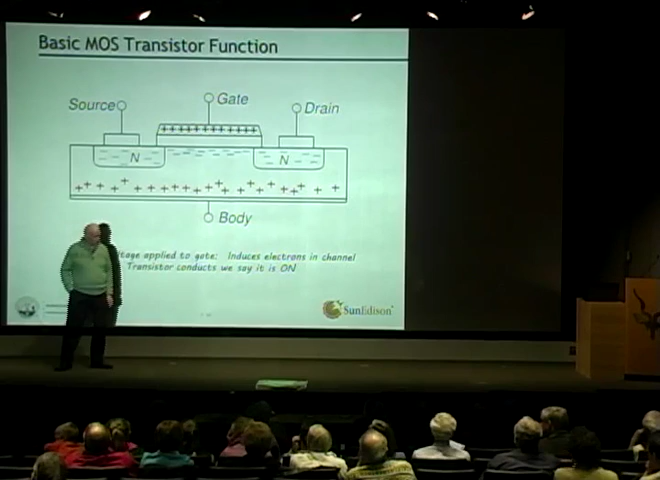 Basic MOS Transistor Function
Source
Gate
Drain
N
N
Body
tage applied to gate: Induces electrons in channel
Transistor conducts we say it is ON
SunEdison